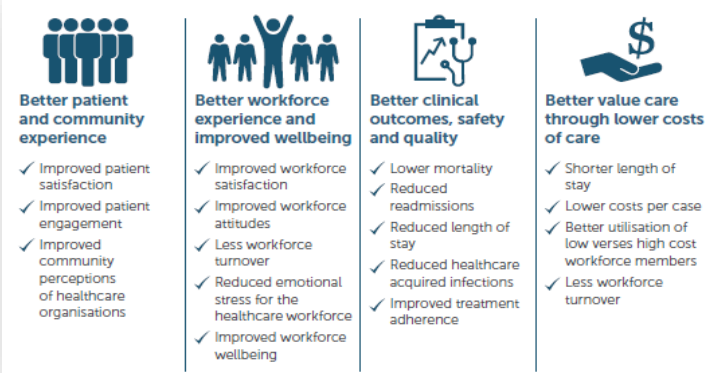 $
Better patient
and community
experience
Improved patient
satisfaction
Improved patient
engagement
Improved
community
perceptions
of healthcare
organisations
Better workforce
experience and
improved wellbeing
Improved workforce
satisfaction
Improved workforce
attitudes
Less workforce
turnover
Reduced emotional
stress for the
healthcare workforce
Improved workforce
wellbeing
Better clinical
outcomes, safety
and quality
Lower mortality
Reduced
readmissions
Reduced length of
stay
Reduced healthcare
acquired infections
Improved treatment
adherence
Better value care
through lower costs
of care
Shorter length of
stay
Lower costs per case
Better utilisation of
low verses high cost
workforce members
Less workforce
turnover